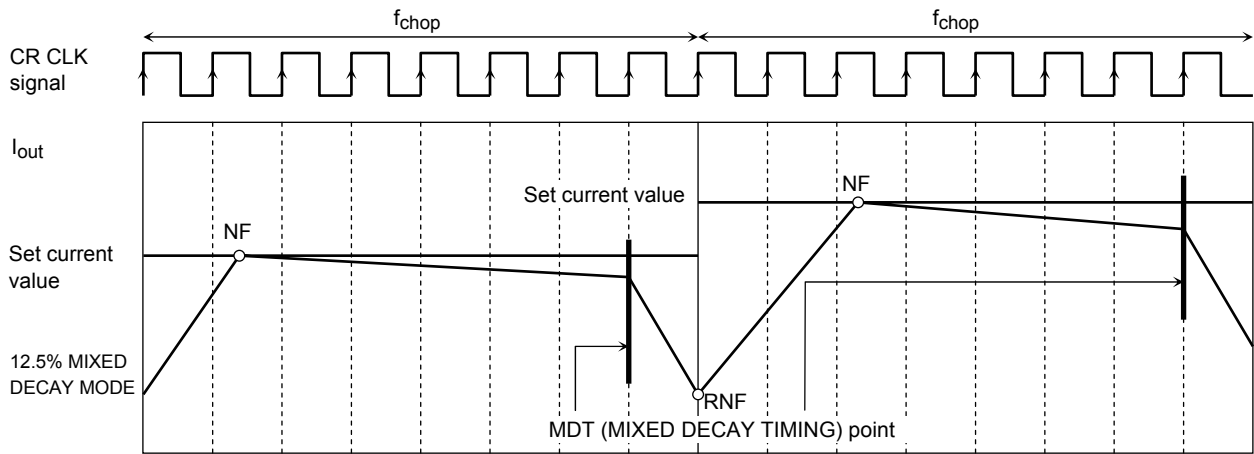 fchop
fchop
CR CLK
signal
Iout
Set current value
NF
NF
Set current
value
12.5% MIXED
DECAY MODE
RNF
MDT (MIXED DECAY TIMING) point